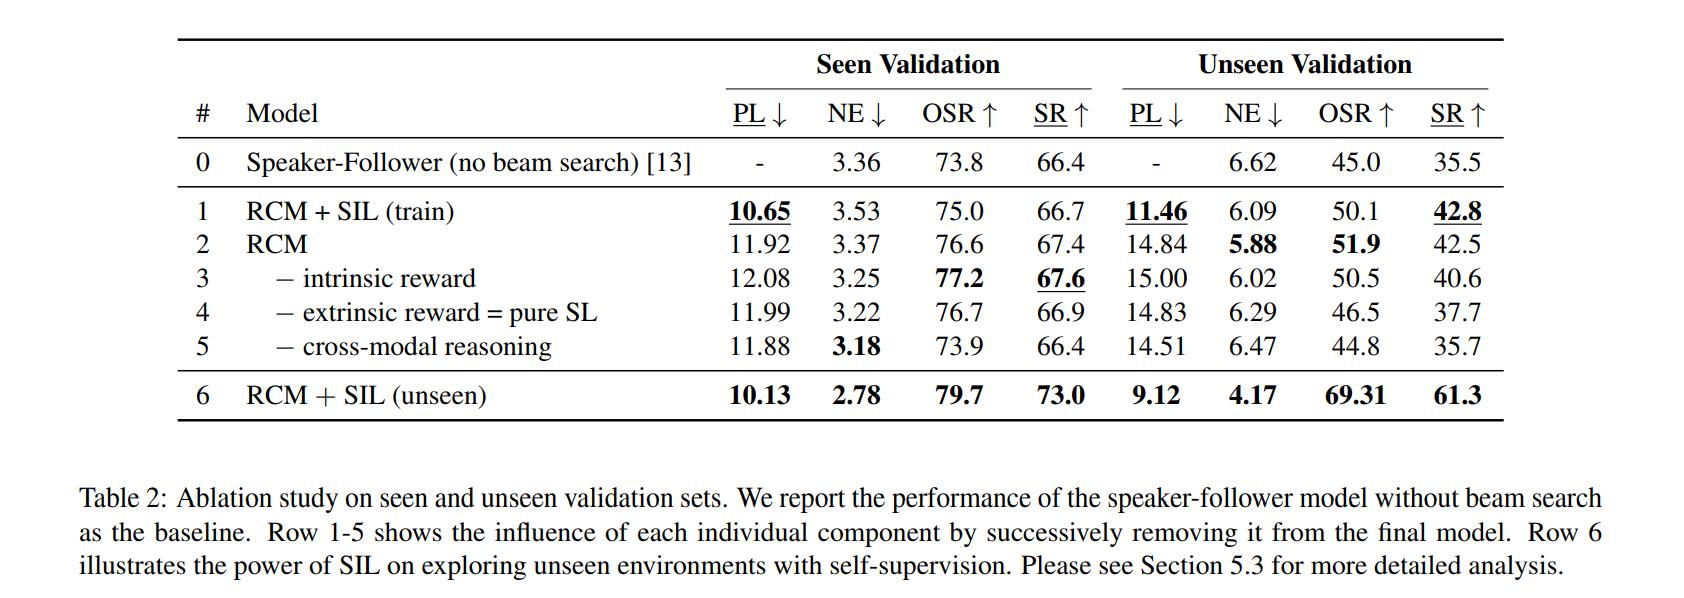 Seen Validation Unseen Validation
# Model PL ↓ NE ↓ OSR ↑ SR ↑ PL ↓ NE ↓ OSR ↑ SR ↑
0 Speaker-Follower (no beam search) [13] - 3.36 73.8 66.4 - 6.62 45.0 35.5
1 RCM + SIL (train) 10.65 3.53 75.0 66.7 11.46 6.09 50.1 42.8
2 RCM 11.92 3.37 76.6 67.4 14.84 5.88 51.9 42.5
3 − intrinsic reward 12.08 3.25 77.2 67.6 15.00 6.02 50.5 40.6
4 − extrinsic reward = pure SL 11.99 3.22 76.7 66.9 14.83 6.29 46.5 37.7
5 − cross-modal reasoning 11.88 3.18 73.9 66.4 14.51 6.47 44.8 35.7
6 RCM + SIL (unseen) 10.13 2.78 79.7 73.0 9.12 4.17 69.31 61.3
Table 2: Ablation study on seen and unseen validation sets. We report the performance of the speaker-follower model without beam search
as the baseline. Row 1-5 shows the influence of each individual component by successively removing it from the final model. Row 6
illustrates the power of SIL on exploring unseen environments with self-supervision. Please see Section 5.3 for more detailed analysis.